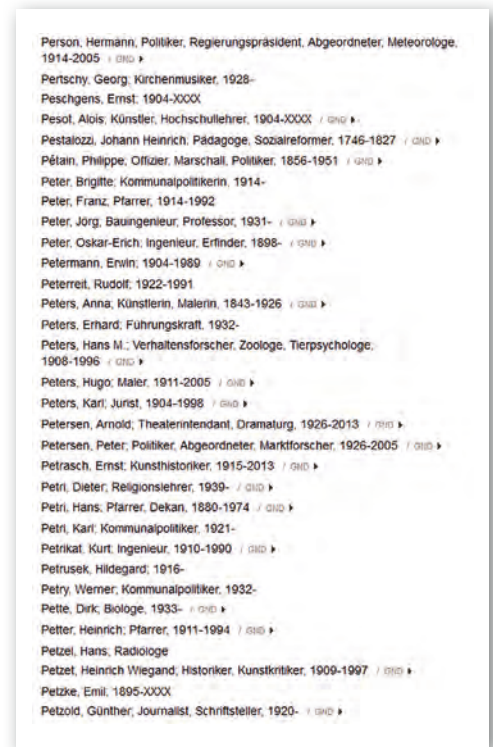 Person, Hermann; Politiker, Regierungspräsident, Abgeordneter, Meteorologe,
1914-2005 / GND ▶
Pertschy, Georg; Kirchenmusiker, 1928-
Peschgens, Ernst; 1904-XXXX
Pesot, Alois; Künstler, Hochschullehrer, 1904-XXXX / GND ▶
Pestalozzi, Johann Heinrich; Pädagoge, Sozialreformer, 1746-1827 / GND ▶
Pétain, Philippe; Offizier, Marschall, Politiker, 1856-1951 / GND ▶
Peter, Brigitte; Kommunalpolitikerin, 1914-
Peter, Franz; Pfarrer, 1914-1992
Peter, Jörg; Bauingenieur, Professor, 1931- / GND ▶
Peter, Oskar-Erich; Ingenieur, Erfinder, 1898- / GND ▶
Petermann, Erwin; 1904-1989 / GND ▶
Peterreit, Rudolf; 1922-1991
Peters, Anna; Künstlerin, Malerin, 1843-1926 / GND ▶
Peters, Erhard; Führungskraft, 1932-
Peters, Hans M.; Verhaltensforscher, Zoologe, Tierpsychologe,
1908-1996 / GND ▶
Peters, Hugo; Maler, 1911-2005 / GND ▶
Peters, Karl; Jurist, 1904-1998 / GND ▶
Petersen, Arnold; Theaterintendant, Dramaturg, 1926-2013 / GND ▶
Petersen, Peter; Politiker, Abgeordneter, Marktforscher, 1926-2005 / GND ▶
Petrasch, Ernst; Kunsthistoriker, 1915-2013 / GND ▶
Petri, Dieter; Religionslehrer, 1939- / GND ▶
Petri, Hans; Pfarrer, Dekan, 1880-1974 / GND ▶
Petri, Karl; Kommunalpolitiker, 1921-
Petrikat, Kurt; Ingenieur, 1910-1990 / GND ▶
Petrusek, Hildegard; 1916-
Petry, Werner; Kommunalpolitiker, 1932-
Pette, Dirk; Biologe, 1933- / GND ▶
Petter, Heinrich; Pfarrer, 1911-1994 / GND ▶
Petzel, Hans; Radiologe
Petzet, Heinrich Wiegand; Historiker, Kunstkritiker, 1909-1997 / GND ▶
Petzke, Emil; 1895-XXXX
Petzold, Günther; Journalist, Schriftsteller, 1920- / GND ▶